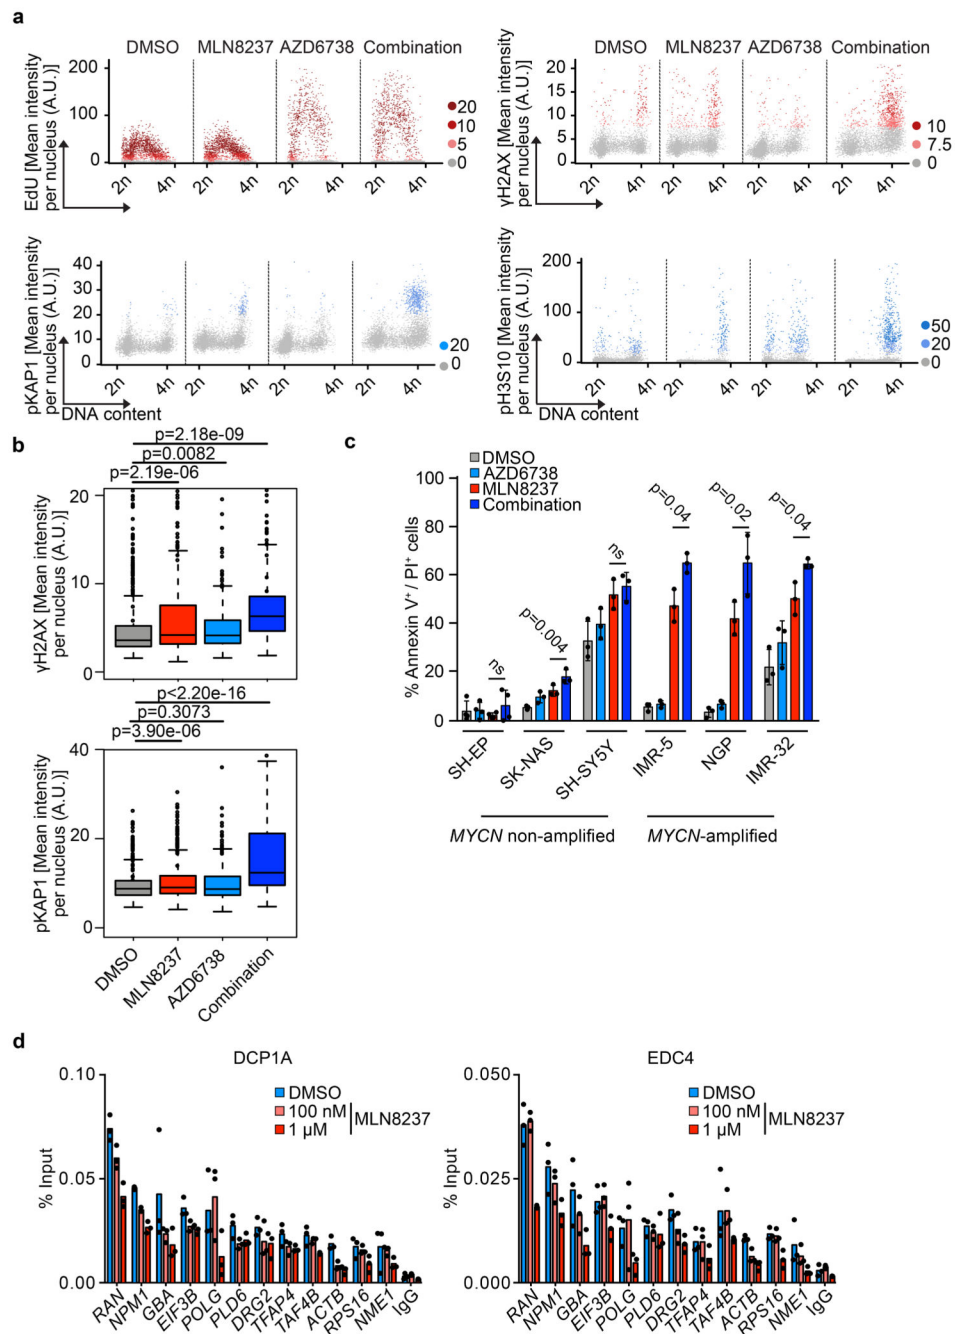 a
DMSO MLN8237 AZD6738 Combination
EdU [Mean intensity
per nucleus (A.U.)]
200
100
0
20
10
5
0
2n 4n 2n 4n 2n 4n 2n 4n
DMSO MLN8237 AZD6738 Combination
γH2AX [Mean intensity
per nucleus (A.U.)]
20
15
10
5
0
10
7.5
0
2n 4n 2n 4n 2n 4n 2n 4n
pKAP1 [Mean intensity
per nucleus (A.U.)]
40
30
20
10
0
20
0
2n 4n 2n 4n 2n 4n 2n 4n
DNA content
pH3S10 [Mean intensity
per nucleus (A.U.)]
200
100
0
50
20
0
2n 4n 2n 4n 2n 4n 2n 4n
DNA content
b
p=2.18e-09
p=0.0082
p=2.19e-06
γH2AX [Mean intensity
per nucleus (A.U.)]
20
10
0
p<2.20e-16
p=0.3073
p=3.90e-06
pKAP1 [Mean intensity
per nucleus (A.U.)]
40
20
0
DMSO
MLN8237
AZD6738
Combination
c
DMSO
AZD6738
MLN8237
Combination
% Annexin V⁺ / PI⁺ cells
100
80
60
40
20
0
ns
p=0.004
ns
p=0.04
p=0.02
p=0.04
SH-EP
SK-NAS
SH-SY5Y
IMR-5
NGP
IMR-32
MYCN non-amplified
MYCN-amplified
d
DCP1A
% Input
0.10
0.05
0.00
DMSO
100 nM
1 µM
MLN8237
RAN NPM1 GBA EIF3B POLG PLD6 DRG2 TFAP4 TAF4B ACTB RPS16 NME1 IgG
EDC4
% Input
0.050
0.025
0.000
DMSO
100 nM
1 µM
MLN8237
RAN NPM1 GBA EIF3B POLG PLD6 DRG2 TFAP4 TAF4B ACTB RPS16 NME1 IgG